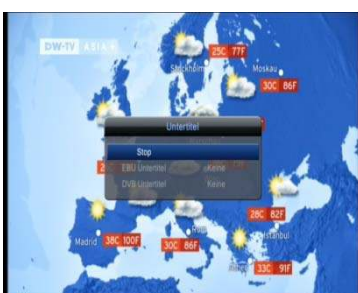 DW-TV ASIA
25C 77F
Stockholm
Moskau
30C 86F
Untertitel
Stop
EBU Untertitel Keine
DVB Untertitel Keine
28C 82F
Istanbul
Rom
Madrid 38C 100F
30C 86F
33C 91F